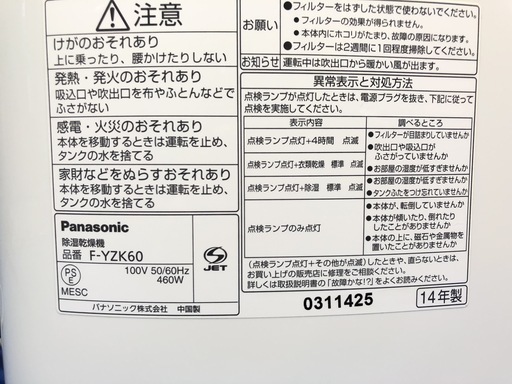 ⚠注意
けがのおそれあり
上に乗ったり、腰かけたりしない
発熱・発火のおそれあり
吸込口や吹出口を布やふとんなどで
ふさがない
感電・火災のおそれあり
本体を移動するときは運転を止め、
タンクの水を捨てる
家財などをぬらすおそれあり
本体を移動するときは運転を止め、
タンクの水を捨てる
Panasonic
除湿乾燥機
品番 F-YZK60
100V 50/60Hz
460W
PSE
MESC
JET
パナソニック株式会社 中国製
お願い
●フィルターをはずした状態で使わないでください。
・フィルターの効果が得られません。
・本体内にホコリがたまり、故障の原因になります。
●フィルターは2週間に1回程度掃除してください。
お知らせ 運転中は吹出口から暖かい風が出ます。
異常表示と対処方法
点検ランプが点灯したときは、電源プラグを抜き、下記に従って
点検を実施してください。
表示内容 調べるところ
点検ランプ点灯+4時間 点滅 ●フィルターが目詰まりしていませんか
●吹出口や吸込口が
ふさがっていませんか
点検ランプ点灯+衣類乾燥 標準 点滅 ●お部屋の温度が低すぎませんか
点検ランプ点灯+除湿 標準 点滅 ●お部屋の湿度が低すぎませんか
●タンクふたをつけ忘れていませんか
点検ランプのみ点灯 ●本体が、転倒していませんか
●本体が傾いたり、倒れたり
したことがありませんか
●本体の上に、磁石や金属物を
置いていたことはありませんか
(点検ランプ点灯+その他が点滅)したときは、
お買い上げの販売店に修理をご相談ください。
詳しくは取扱説明書の「故障かな!?」をよくお読みください。
0311425
14年製